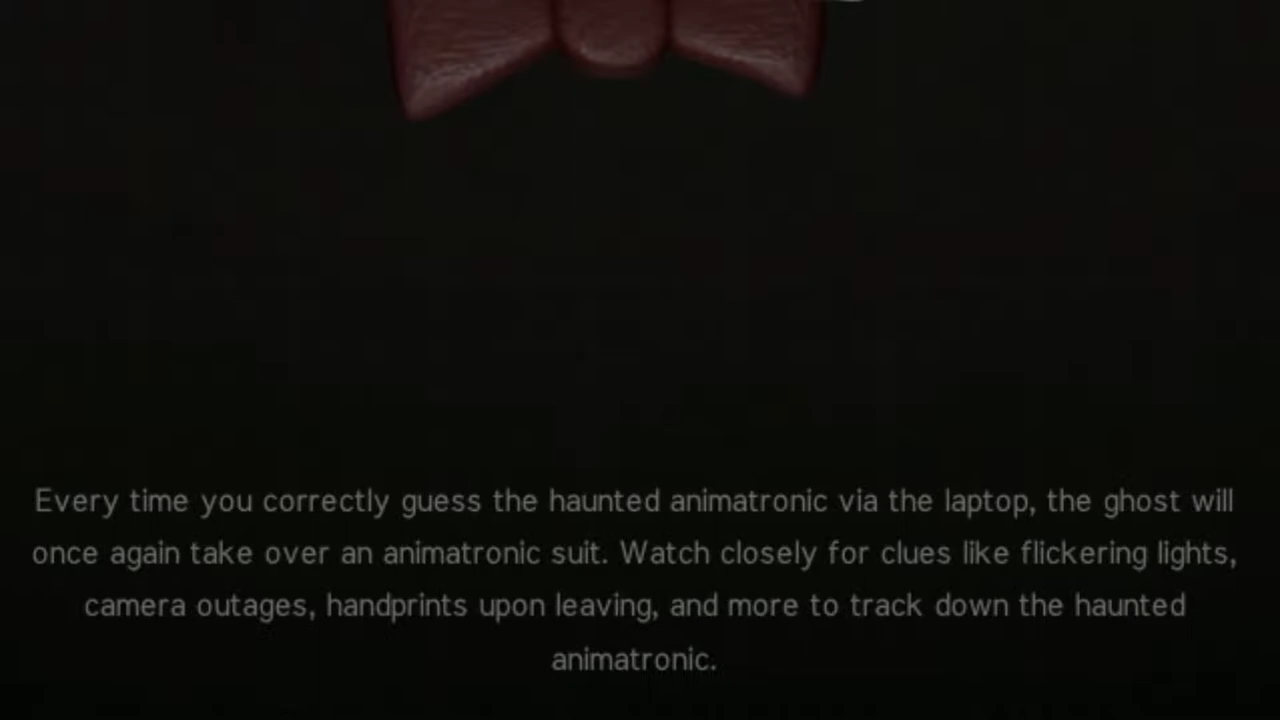 Every time you correctly guess the haunted animatronic via the laptop, the ghost will
once again take over an animatronic suit. Watch closely for clues like flickering lights,
camera outages, handprints upon leaving, and more to track down the haunted
animatronic.